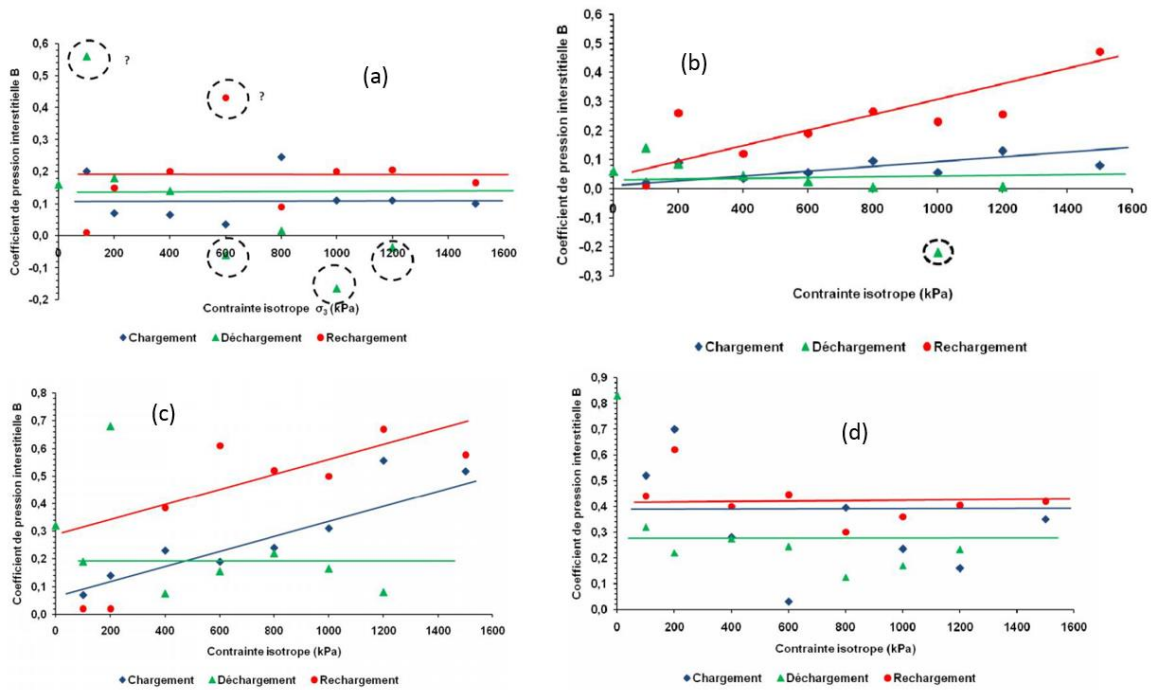 Coefficient de pression interstitielle B
0,6
0,5
0,4
0,3
0,2
0,1
0,0
-0,1
-0,2
?
?
(a)
0 200 400 600 800 1000 1200 1400 1600
Contrainte isotrope σ3 (kPa)
Chargement Déchargement Rechargement
Coefficient de pression interstitielle B
0,6
0,5
0,4
0,3
0,2
0,1
0,0
-0,1
-0,2
-0,3
(b)
0 200 400 600 800 1000 1200 1400 1600
Contrainte isotrope (kPa)
Chargement Déchargement Rechargement
Coefficient de pression interstitielle B
0,8
0,7
0,6
0,5
0,4
0,3
0,2
0,1
0,0
(c)
0 200 400 600 800 1000 1200 1400 1600
Contrainte isotrope (kPa)
Chargement Déchargement Rechargement
Coefficient de pression interstitielle B
0,9
0,8
0,7
0,6
0,5
0,4
0,3
0,2
0,1
0,0
(d)
0 200 400 600 800 1000 1200 1400 1600
Contrainte isotrope (kPa)
Chargement Déchargement Rechargement